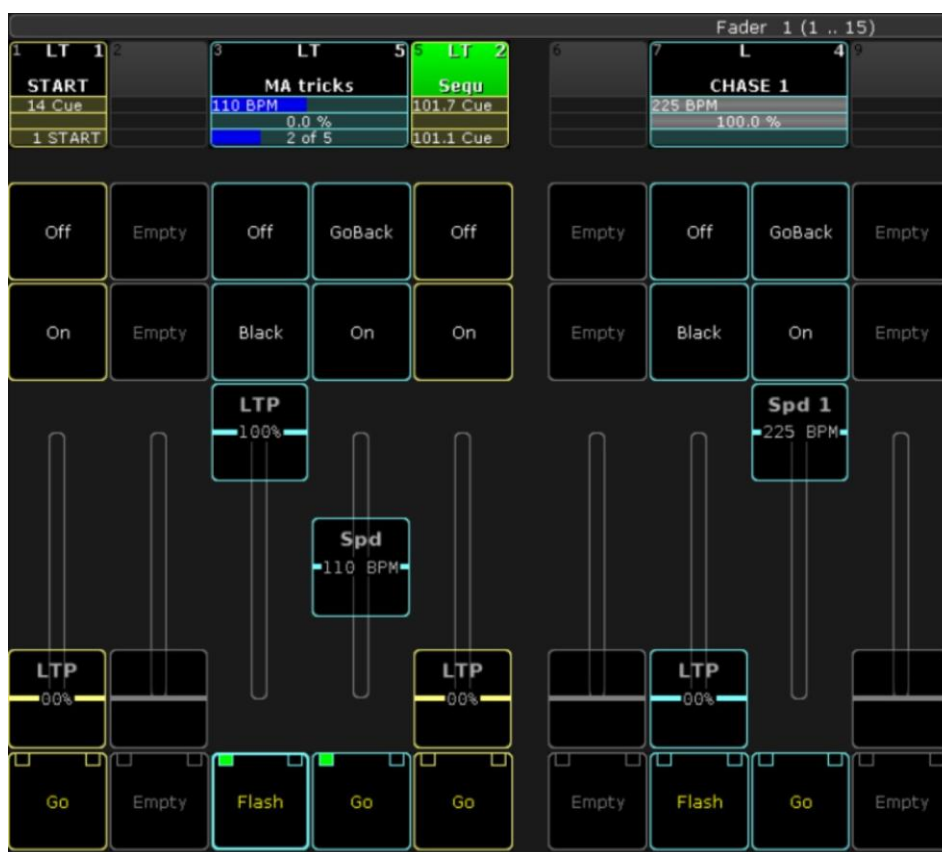 Fader 1 (1 .. 15)
1 LT 1 2 3 LT 5 5 LT 2 6 7 L 4 9
START MA tricks Sequ CHASE 1
14 Cue 110 BPM 101.7 Cue 225 BPM
0.0 % 100.0 %
1 START 2 of 5 101.1 Cue
Off Empty Off GoBack Off Empty Off GoBack Empty
On Empty Black On On Empty Black On Empty
LTP Spd 1
100% 225 BPM
Spd
110 BPM
LTP LTP LTP
00% 00% 00%
Go Empty Flash Go Go Empty Flash Go Empty